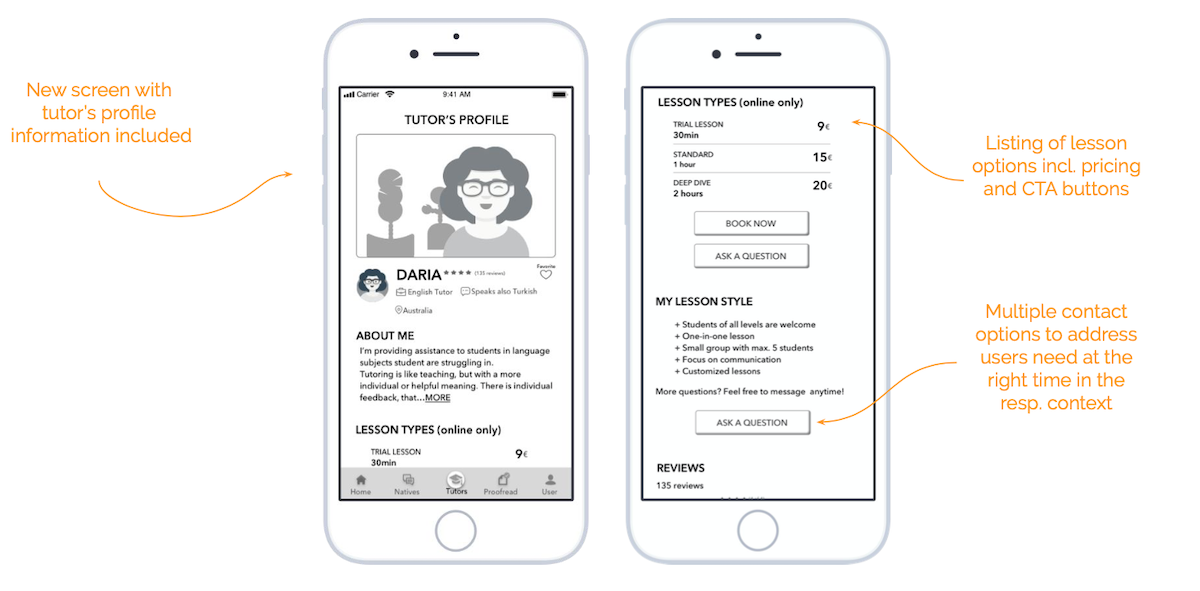 New screen with
tutor's profile
information included
Carrier
9:41 AM
TUTOR'S PROFILE
DARIA
(135 reviews)
Favorite
English Tutor
Speaks also Turkish
Australia
ABOUT ME
I'm providing assistance to students in language
subjects student are struggling in.
Tutoring is like teaching, but with a more
individual or helpful meaning. There is individual
feedback, that...MORE
LESSON TYPES (online only)
TRIAL LESSON
9€
30min
Home
Natives
Tutors
Proofread
User
LESSON TYPES (online only)
TRIAL LESSON
9€
30min
STANDARD
15€
1 hour
DEEP DIVE
20€
2 hours
BOOK NOW
ASK A QUESTION
MY LESSON STYLE
+ Students of all levels are welcome
+ One-in-one lesson
+ Small group with max. 5 students
+ Focus on communication
+ Customized lessons
More questions? Feel free to message anytime!
ASK A QUESTION
REVIEWS
135 reviews
Listing of lesson
options incl. pricing
and CTA buttons
Multiple contact
options to address
users need at the
right time in the
resp. context